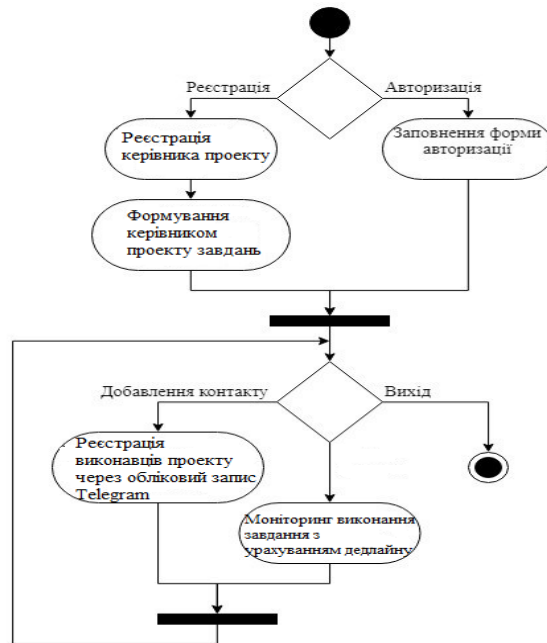 Реєстрація
Авторизація
Реєстрація
керівника проекту
Заповнення форми
авторизації
Формування
керівником
проекту завдань
Добавлення контакту
Вихід
Реєстрація
виконавців проекту
через обліковий запис
Telegram
Моніторинг виконання
завдання з
урахуванням дедлайну